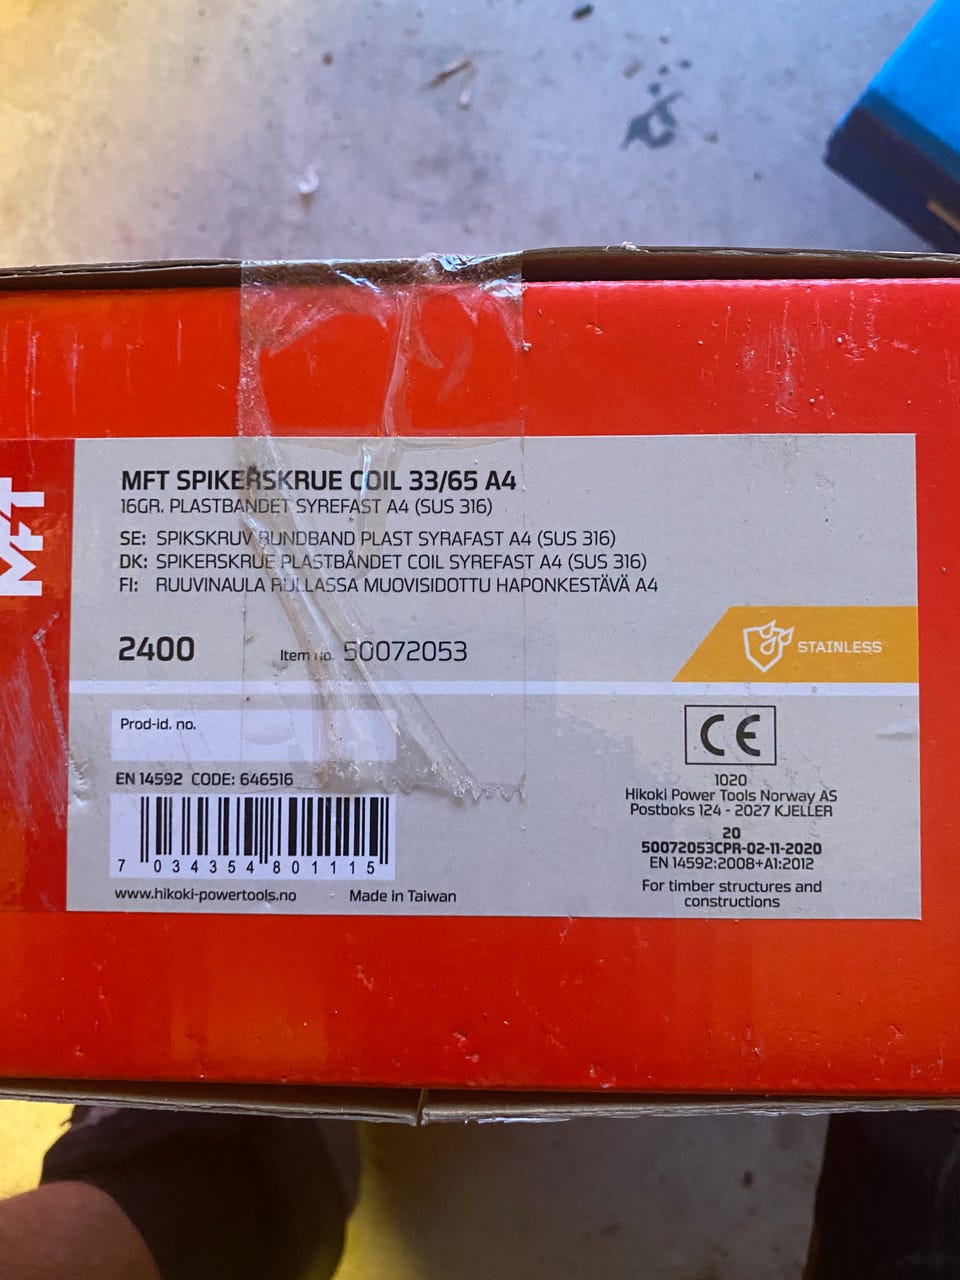 MFT
MFT SPIKERSKRUE COIL 33/65 A4
16GR. PLASTBANDET SYREFAST A4 (SUS 316)
SE: SPIKSKRUV BUNDBAND PLAST SYRAFAST A4 (SUS 316)
DK: SPIKERSKRUE PLASTBÅNDET COIL SYREFAST A4 (SUS 316)
FI: RUUVINAULA RULLASSA MUOVISIDOTTU HAPONKESTÄVÄ A4
2400
Item no. 50072053
STAINLESS
Prod-id. no.
EN 14592 CODE: 646516
7 034354 801115
www.hikoki-powertools.no
Made in Taiwan
CE
1020
Hikoki Power Tools Norway AS
Postboks 124 - 2027 KJELLER
20
50072053CPR-02-11-2020
EN 14592:2008+A1:2012
For timber structures and
constructions